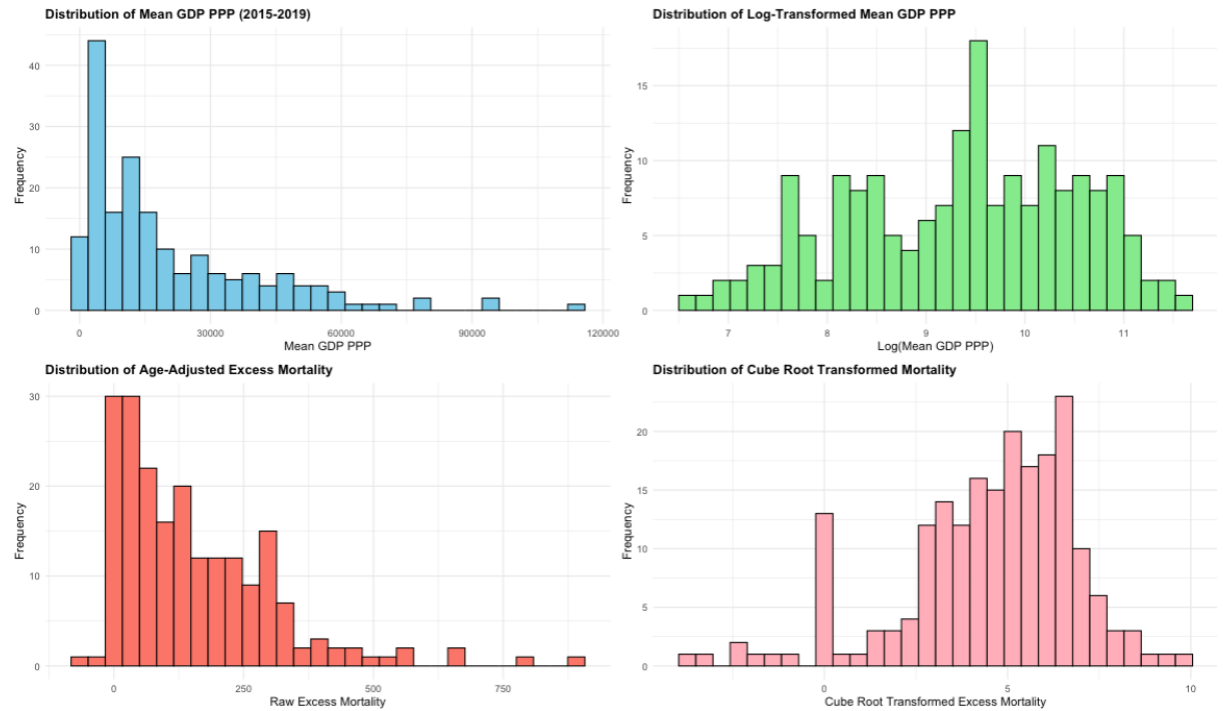 Distribution of Mean GDP PPP (2015-2019)
40
30
20
10
0
Frequency
0 30000 60000 90000 120000
Mean GDP PPP
Distribution of Log-Transformed Mean GDP PPP
15
10
5
0
Frequency
7 8 9 10 11
Log(Mean GDP PPP)
Distribution of Age-Adjusted Excess Mortality
30
20
10
0
Frequency
0 250 500 750
Raw Excess Mortality
Distribution of Cube Root Transformed Mortality
20
15
10
5
0
Frequency
0 5 10
Cube Root Transformed Excess Mortality